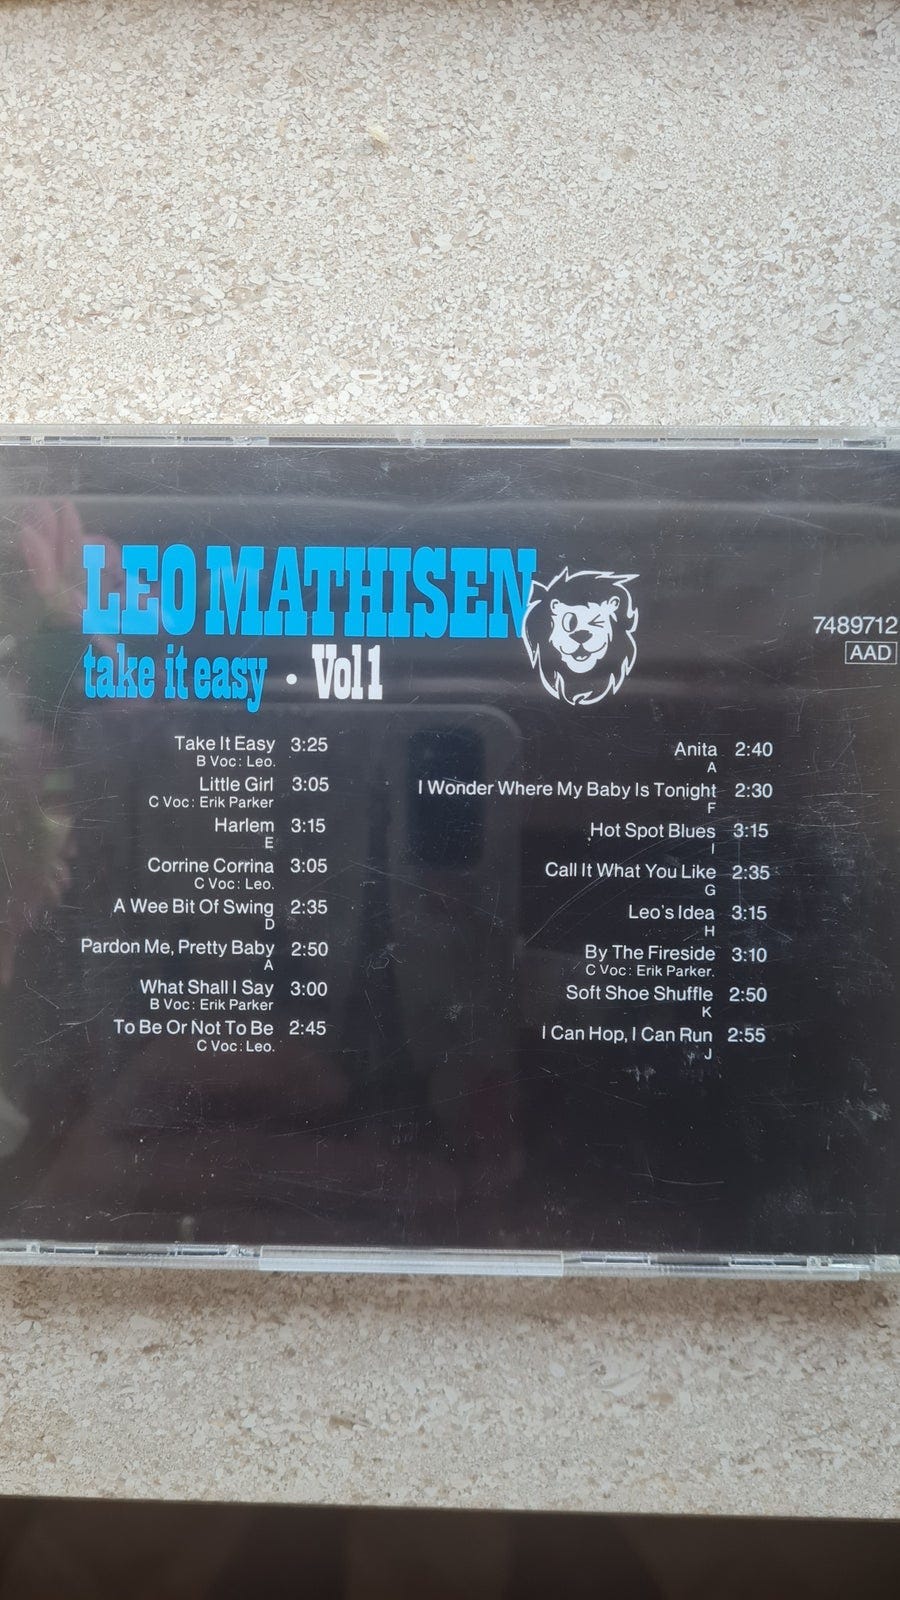 LEO MATHISEN
take it easy • Vol 1
7489712
AAD
Take It Easy 3:25
B Voc: Leo.
Little Girl 3:05
C Voc: Erik Parker
Harlem 3:15
E
Corrine Corrina 3:05
C Voc: Leo.
A Wee Bit Of Swing 2:35
D
Pardon Me, Pretty Baby 2:50
A
What Shall I Say 3:00
B Voc: Erik Parker
To Be Or Not To Be 2:45
C Voc: Leo.
Anita 2:40
A
I Wonder Where My Baby Is Tonight 2:30
F
Hot Spot Blues 3:15
I
Call It What You Like 2:35
G
Leo's Idea 3:15
H
By The Fireside 3:10
C Voc: Erik Parker.
Soft Shoe Shuffle 2:50
K
I Can Hop, I Can Run 2:55
J